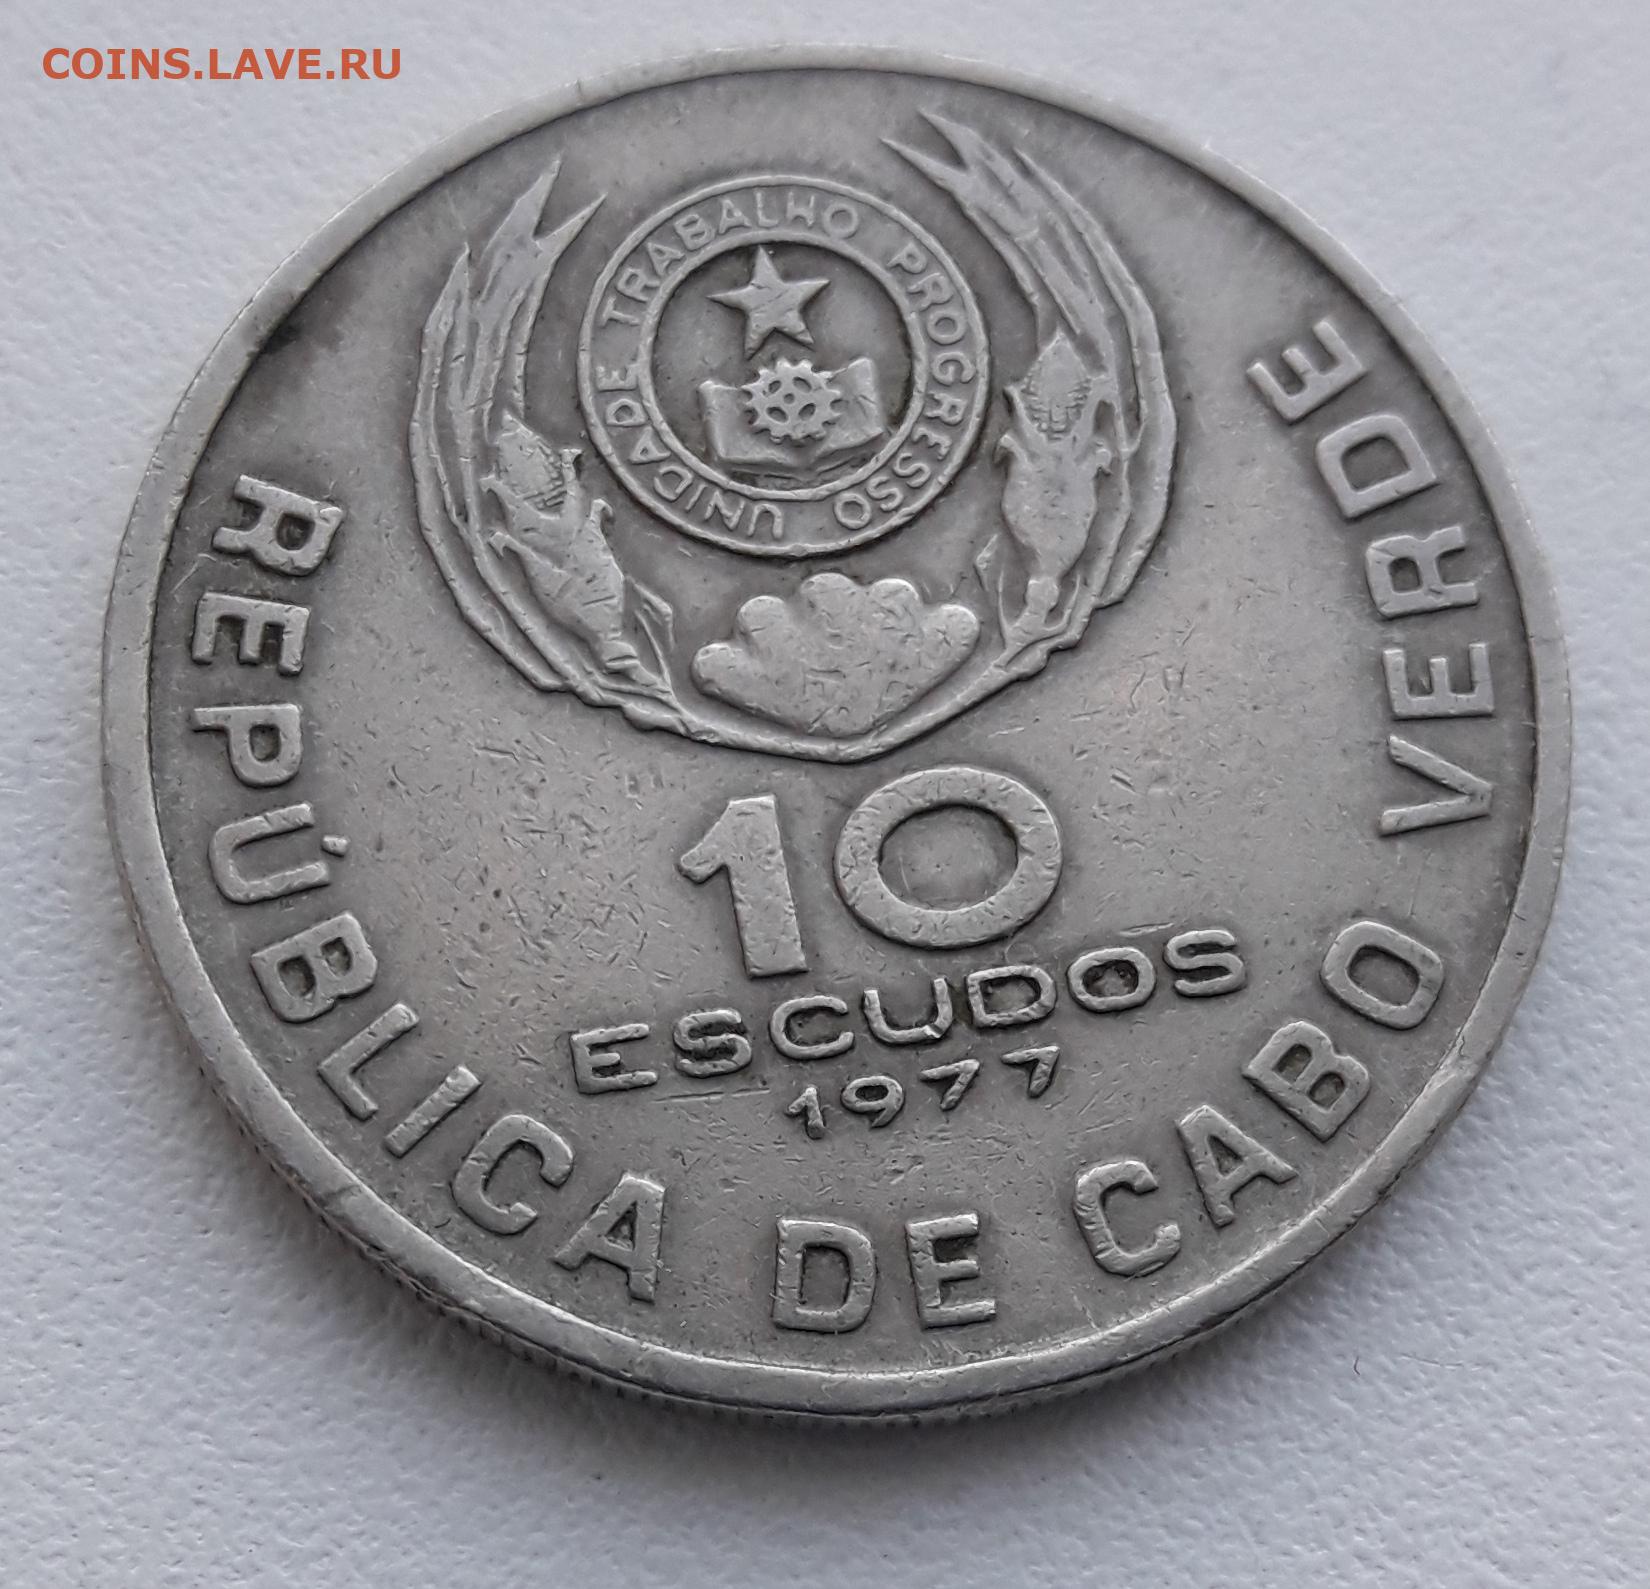 COINS.LAVE.RU
UNIDADE TRABALHO PROGRESSO
10
ESCUDOS
1977
REPÚBLICA DE CABO VERDE